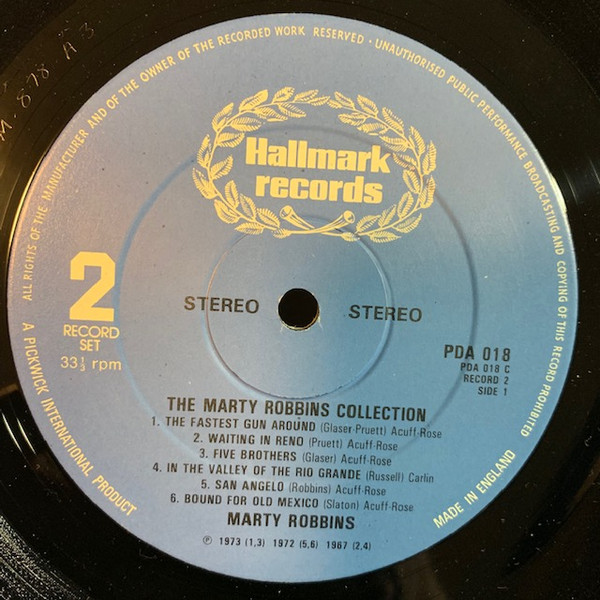 ALL RIGHTS OF THE MANUFACTURER AND OF THE OWNER OF THE RECORDED WORK RESERVED · UNAUTHORISED PUBLIC PERFORMANCE BROADCASTING AND COPYING OF THIS RECORD PROHIBITED
Hallmark
records
2
RECORD
SET
33⅓ rpm
STEREO STEREO
PDA 018
PDA 018 C
RECORD 2
SIDE 1
THE MARTY ROBBINS COLLECTION
1. THE FASTEST GUN AROUND (Glaser-Pruett) Acuff-Rose
2. WAITING IN RENO (Pruett) Acuff-Rose
3. FIVE BROTHERS (Glaser) Acuff-Rose
4. IN THE VALLEY OF THE RIO GRANDE (Russell) Carlin
5. SAN ANGELO (Robbins) Acuff-Rose
6. BOUND FOR OLD MEXICO (Slaton) Acuff-Rose
MARTY ROBBINS
℗ 1973 (1,3) 1972 (5,6) 1967 (2,4)
A PICKWICK INTERNATIONAL PRODUCT
MADE IN ENGLAND